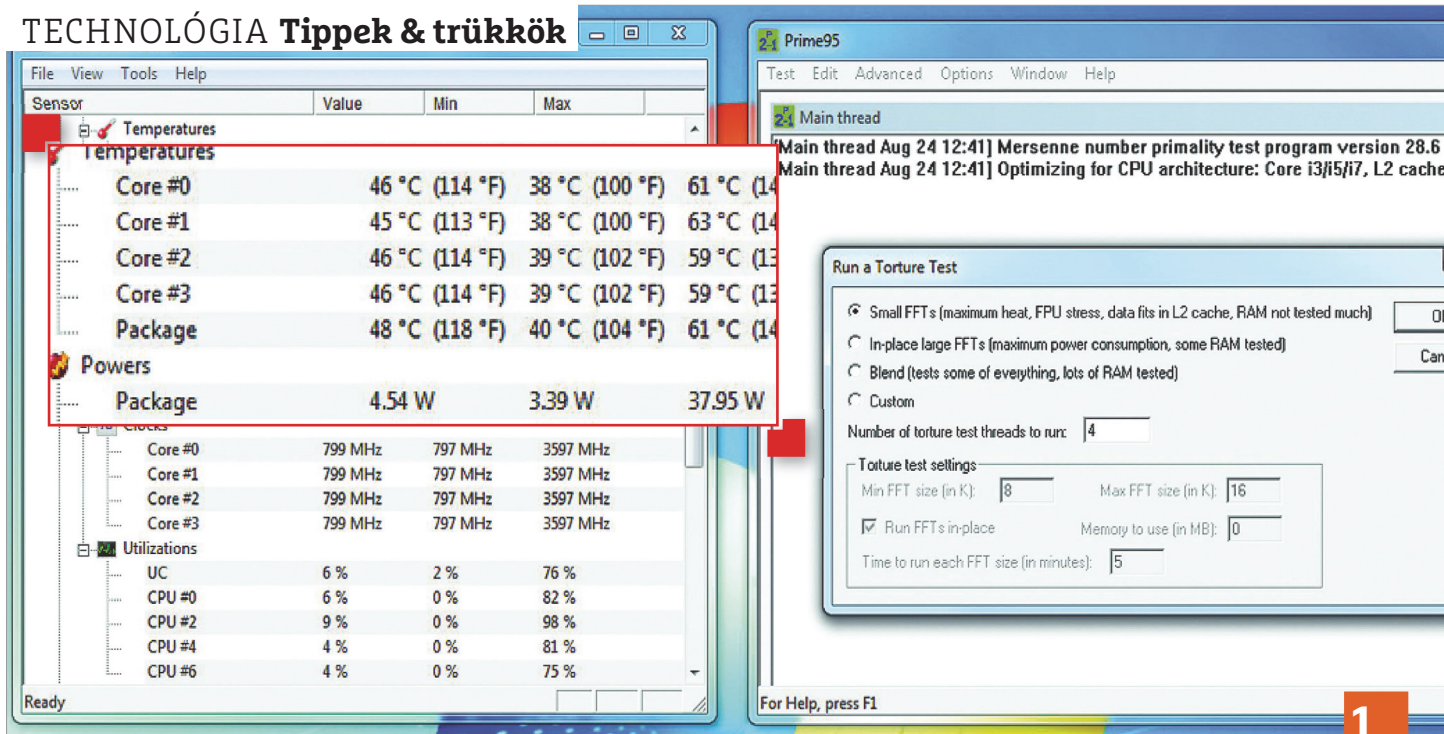 TECHNOLÓGIA Tippek & trükkök
File View Tools Help
Sensor Value Min Max
Temperatures
Temperatures
Core #0 46 °C (114 °F) 38 °C (100 °F) 61 °C (14
Core #1 45 °C (113 °F) 38 °C (100 °F) 63 °C (14
Core #2 46 °C (114 °F) 39 °C (102 °F) 59 °C (13
Core #3 46 °C (114 °F) 39 °C (102 °F) 59 °C (13
Package 48 °C (118 °F) 40 °C (104 °F) 61 °C (14
Powers
Package 4.54 W 3.39 W 37.95 W
Clocks
Core #0 799 MHz 797 MHz 3597 MHz
Core #1 799 MHz 797 MHz 3597 MHz
Core #2 799 MHz 797 MHz 3597 MHz
Core #3 799 MHz 797 MHz 3597 MHz
Utilizations
UC 6 % 2 % 76 %
CPU #0 6 % 0 % 82 %
CPU #2 9 % 0 % 98 %
CPU #4 4 % 0 % 81 %
CPU #6 4 % 0 % 75 %
Ready
Prime95
Test Edit Advanced Options Window Help
Main thread
[Main thread Aug 24 12:41] Mersenne number primality test program version 28.6
Main thread Aug 24 12:41] Optimizing for CPU architecture: Core i3/i5/i7, L2 cache
Run a Torture Test
Small FFTs (maximum heat, FPU stress, data fits in L2 cache, RAM not tested much)
In-place large FFTs (maximum power consumption, some RAM tested)
Blend (tests some of everything, lots of RAM tested)
Custom
Number of torture test threads to run: 4
Torture test settings
Min FFT size (in K): 8 Max FFT size (in K): 16
Run FFTs in-place Memory to use (in MB): 0
Time to run each FFT size (in minutes): 5
Can
For Help, press F1
1